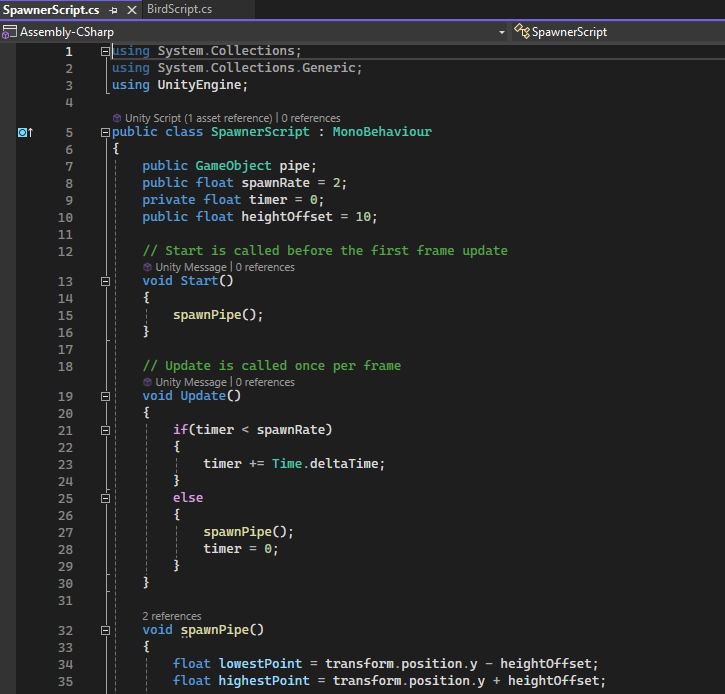 SpawnerScript.cs BirdScript.cs
Assembly-CSharp SpawnerScript
1 using System.Collections;
2 using System.Collections.Generic;
3 using UnityEngine;
4
Unity Script (1 asset reference) | 0 references
5 public class SpawnerScript : MonoBehaviour
6 {
7 public GameObject pipe;
8 public float spawnRate = 2;
9 private float timer = 0;
10 public float heightOffset = 10;
11
12 // Start is called before the first frame update
Unity Message | 0 references
13 void Start()
14 {
15 spawnPipe();
16 }
17
18 // Update is called once per frame
Unity Message | 0 references
19 void Update()
20 {
21 if(timer < spawnRate)
22 {
23 timer += Time.deltaTime;
24 }
25 else
26 {
27 spawnPipe();
28 timer = 0;
29 }
30 }
31
2 references
32 void spawnPipe()
33 {
34 float lowestPoint = transform.position.y - heightOffset;
35 float highestPoint = transform.position.y + heightOffset;